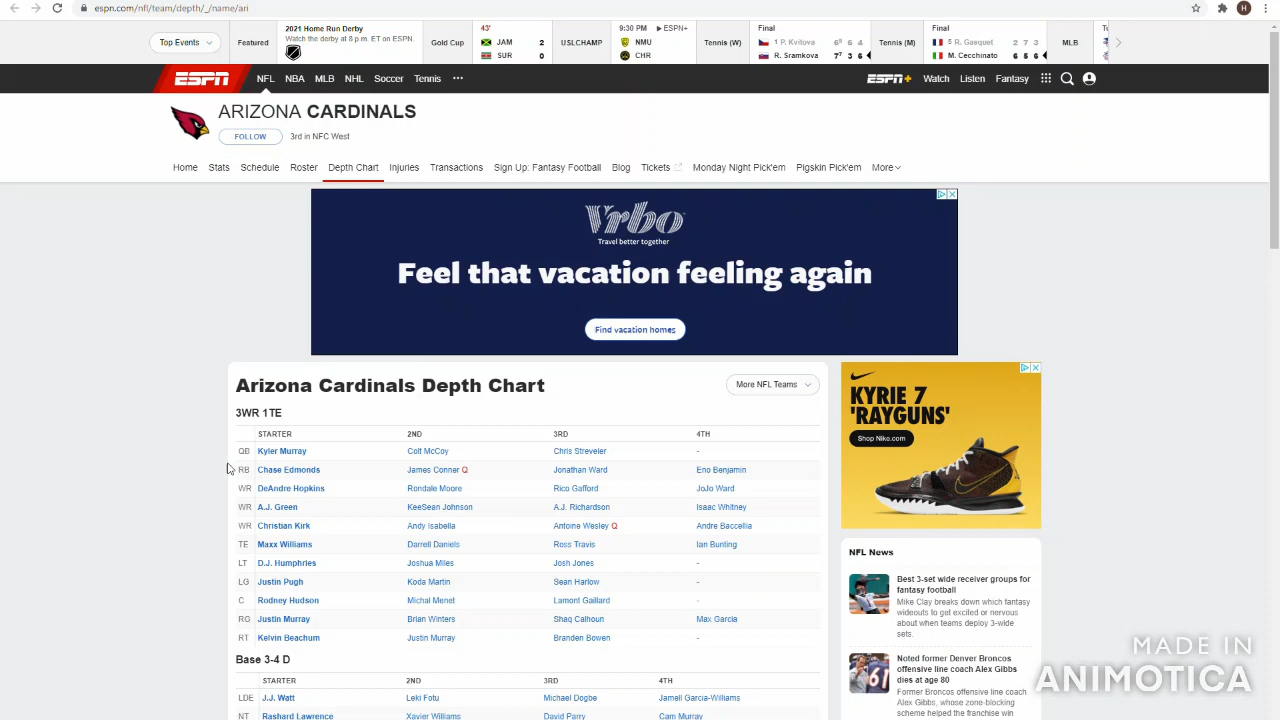 espn.com/nfl/team/depth/_/name/ari
H
Top Events
Featured
2021 Home Run Derby
Watch the derby at 8 p.m. ET on ESPN.
Gold Cup
43'
JAM 2
SUR 0
USLCHAMP
9:30 PM ESPN+
NMU
CHR
Tennis (W)
Final
1 P. Kvitova
R. Sramkova
Tennis (M)
Final
5 R. Gasquet 2 7 3
M. Cecchinato 6 5 6
MLB
ESPN
NFL NBA MLB NHL Soccer Tennis •••
ESPN+ Watch Listen Fantasy
ARIZONA CARDINALS
FOLLOW 3rd in NFC West
Home Stats Schedule Roster Depth Chart Injuries Transactions Sign Up: Fantasy Football Blog Tickets Monday Night Pick'em Pigskin Pick'em More
Vrbo
Travel better together
Feel that vacation feeling again
Find vacation homes
Arizona Cardinals Depth Chart
More NFL Teams
3WR 1TE
STARTER 2ND 3RD 4TH
QB Kyler Murray Colt McCoy Chris Streveler -
RB Chase Edmonds James Conner Q Jonathan Ward Eno Benjamin
WR DeAndre Hopkins Rondale Moore Rico Gafford JoJo Ward
WR A.J. Green KeeSean Johnson A.J. Richardson Isaac Whitney
WR Christian Kirk Andy Isabella Antoine Wesley Q Andre Baccellia
TE Maxx Williams Darrell Daniels Ross Travis Ian Bunting
LT D.J. Humphries Joshua Miles Josh Jones -
LG Justin Pugh Koda Martin Sean Harlow -
C Rodney Hudson Michal Menet Lamont Gaillard -
RG Justin Murray Brian Winters Shaq Calhoun Max Garcia
RT Kelvin Beachum Justin Murray Branden Bowen -
Base 3-4 D
STARTER 2ND 3RD 4TH
LDE J.J. Watt Leki Fotu Michael Dogbe Jamell Garcia-Williams
NT Rashard Lawrence Xavier Williams David Parry Cam Murray
KYRIE 7
'RAYGUNS'
Shop Nike.com
NFL News
Best 3-set wide receiver groups for
fantasy football
Mike Clay breaks down which fantasy
wideouts to get excited or nervous
about when teams deploy 3-wide
sets.
Noted former Denver Broncos
offensive line coach Alex Gibbs
dies at age 80
Former Broncos offensive line coach
Alex Gibbs, whose zone-blocking
scheme helped the franchise win
MADE IN
ANIMOTICA